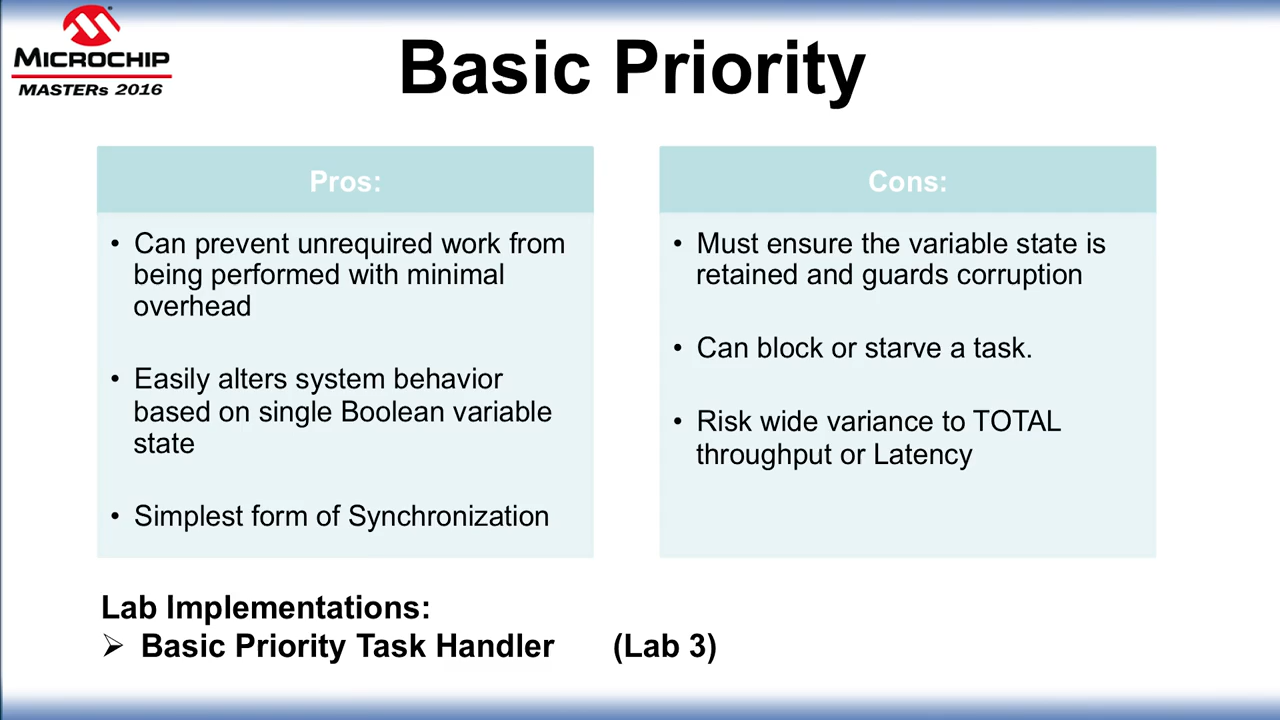 MICROCHIP
MASTERs 2016
Basic Priority
Pros:
• Can prevent unrequired work from
being performed with minimal
overhead
• Easily alters system behavior
based on single Boolean variable
state
• Simplest form of Synchronization
Cons:
• Must ensure the variable state is
retained and guards corruption
• Can block or starve a task.
• Risk wide variance to TOTAL
throughput or Latency
Lab Implementations:
➢ Basic Priority Task Handler (Lab 3)